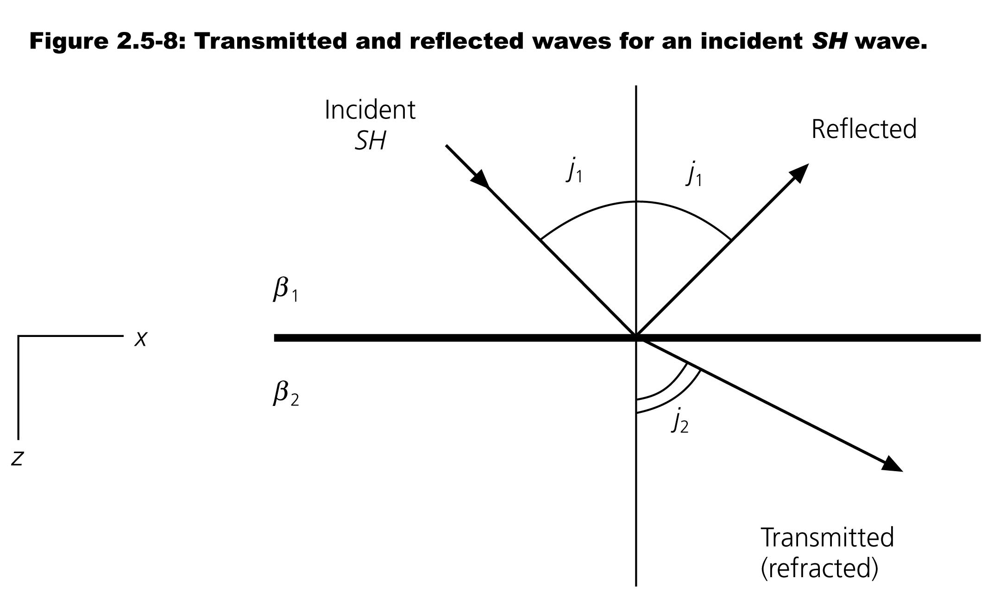 Figure 2.5-8: Transmitted and reflected waves for an incident SH wave.
Incident
SH
Reflected
j1
j1
β1
x
β2
j2
z
Transmitted
(refracted)